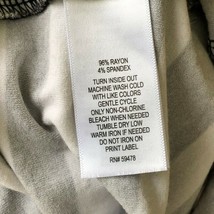 96% RAYON
4% SPANDEX
TURN INSIDE OUT
MACHINE WASH COLD
WITH LIKE COLORS
GENTLE CYCLE
ONLY NON-CHLORINE
BLEACH WHEN NEEDED
TUMBLE DRY LOW
WARM IRON IF NEEDED
DO NOT IRON ON
PRINT LABEL
RN# 59478